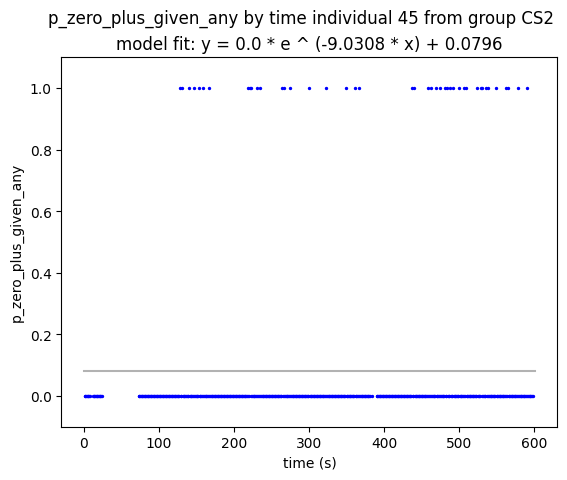 p_zero_plus_given_any by time individual 45 from group CS2
model fit: y = 0.0 * e ^ (-9.0308 * x) + 0.0796
1.0
0.8
0.6
0.4
0.2
0.0
p_zero_plus_given_any
0 100 200 300 400 500 600
time (s)